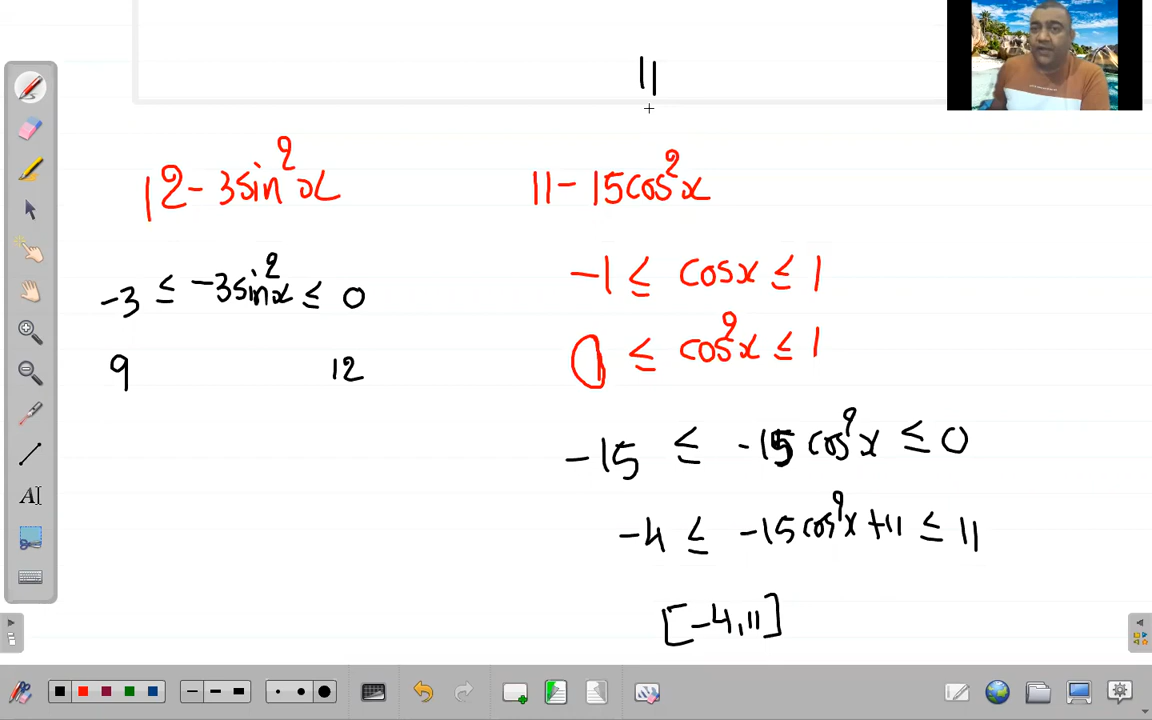 11
12-3sin²x
11-15cos²x
-3 ≤ -3sin²x ≤ 0
-1 ≤ cosx ≤ 1
9 12
0 ≤ cos²x ≤ 1
-15 ≤ -15cos²x ≤ 0
-4 ≤ -15cos²x+11 ≤ 11
[-4,11]